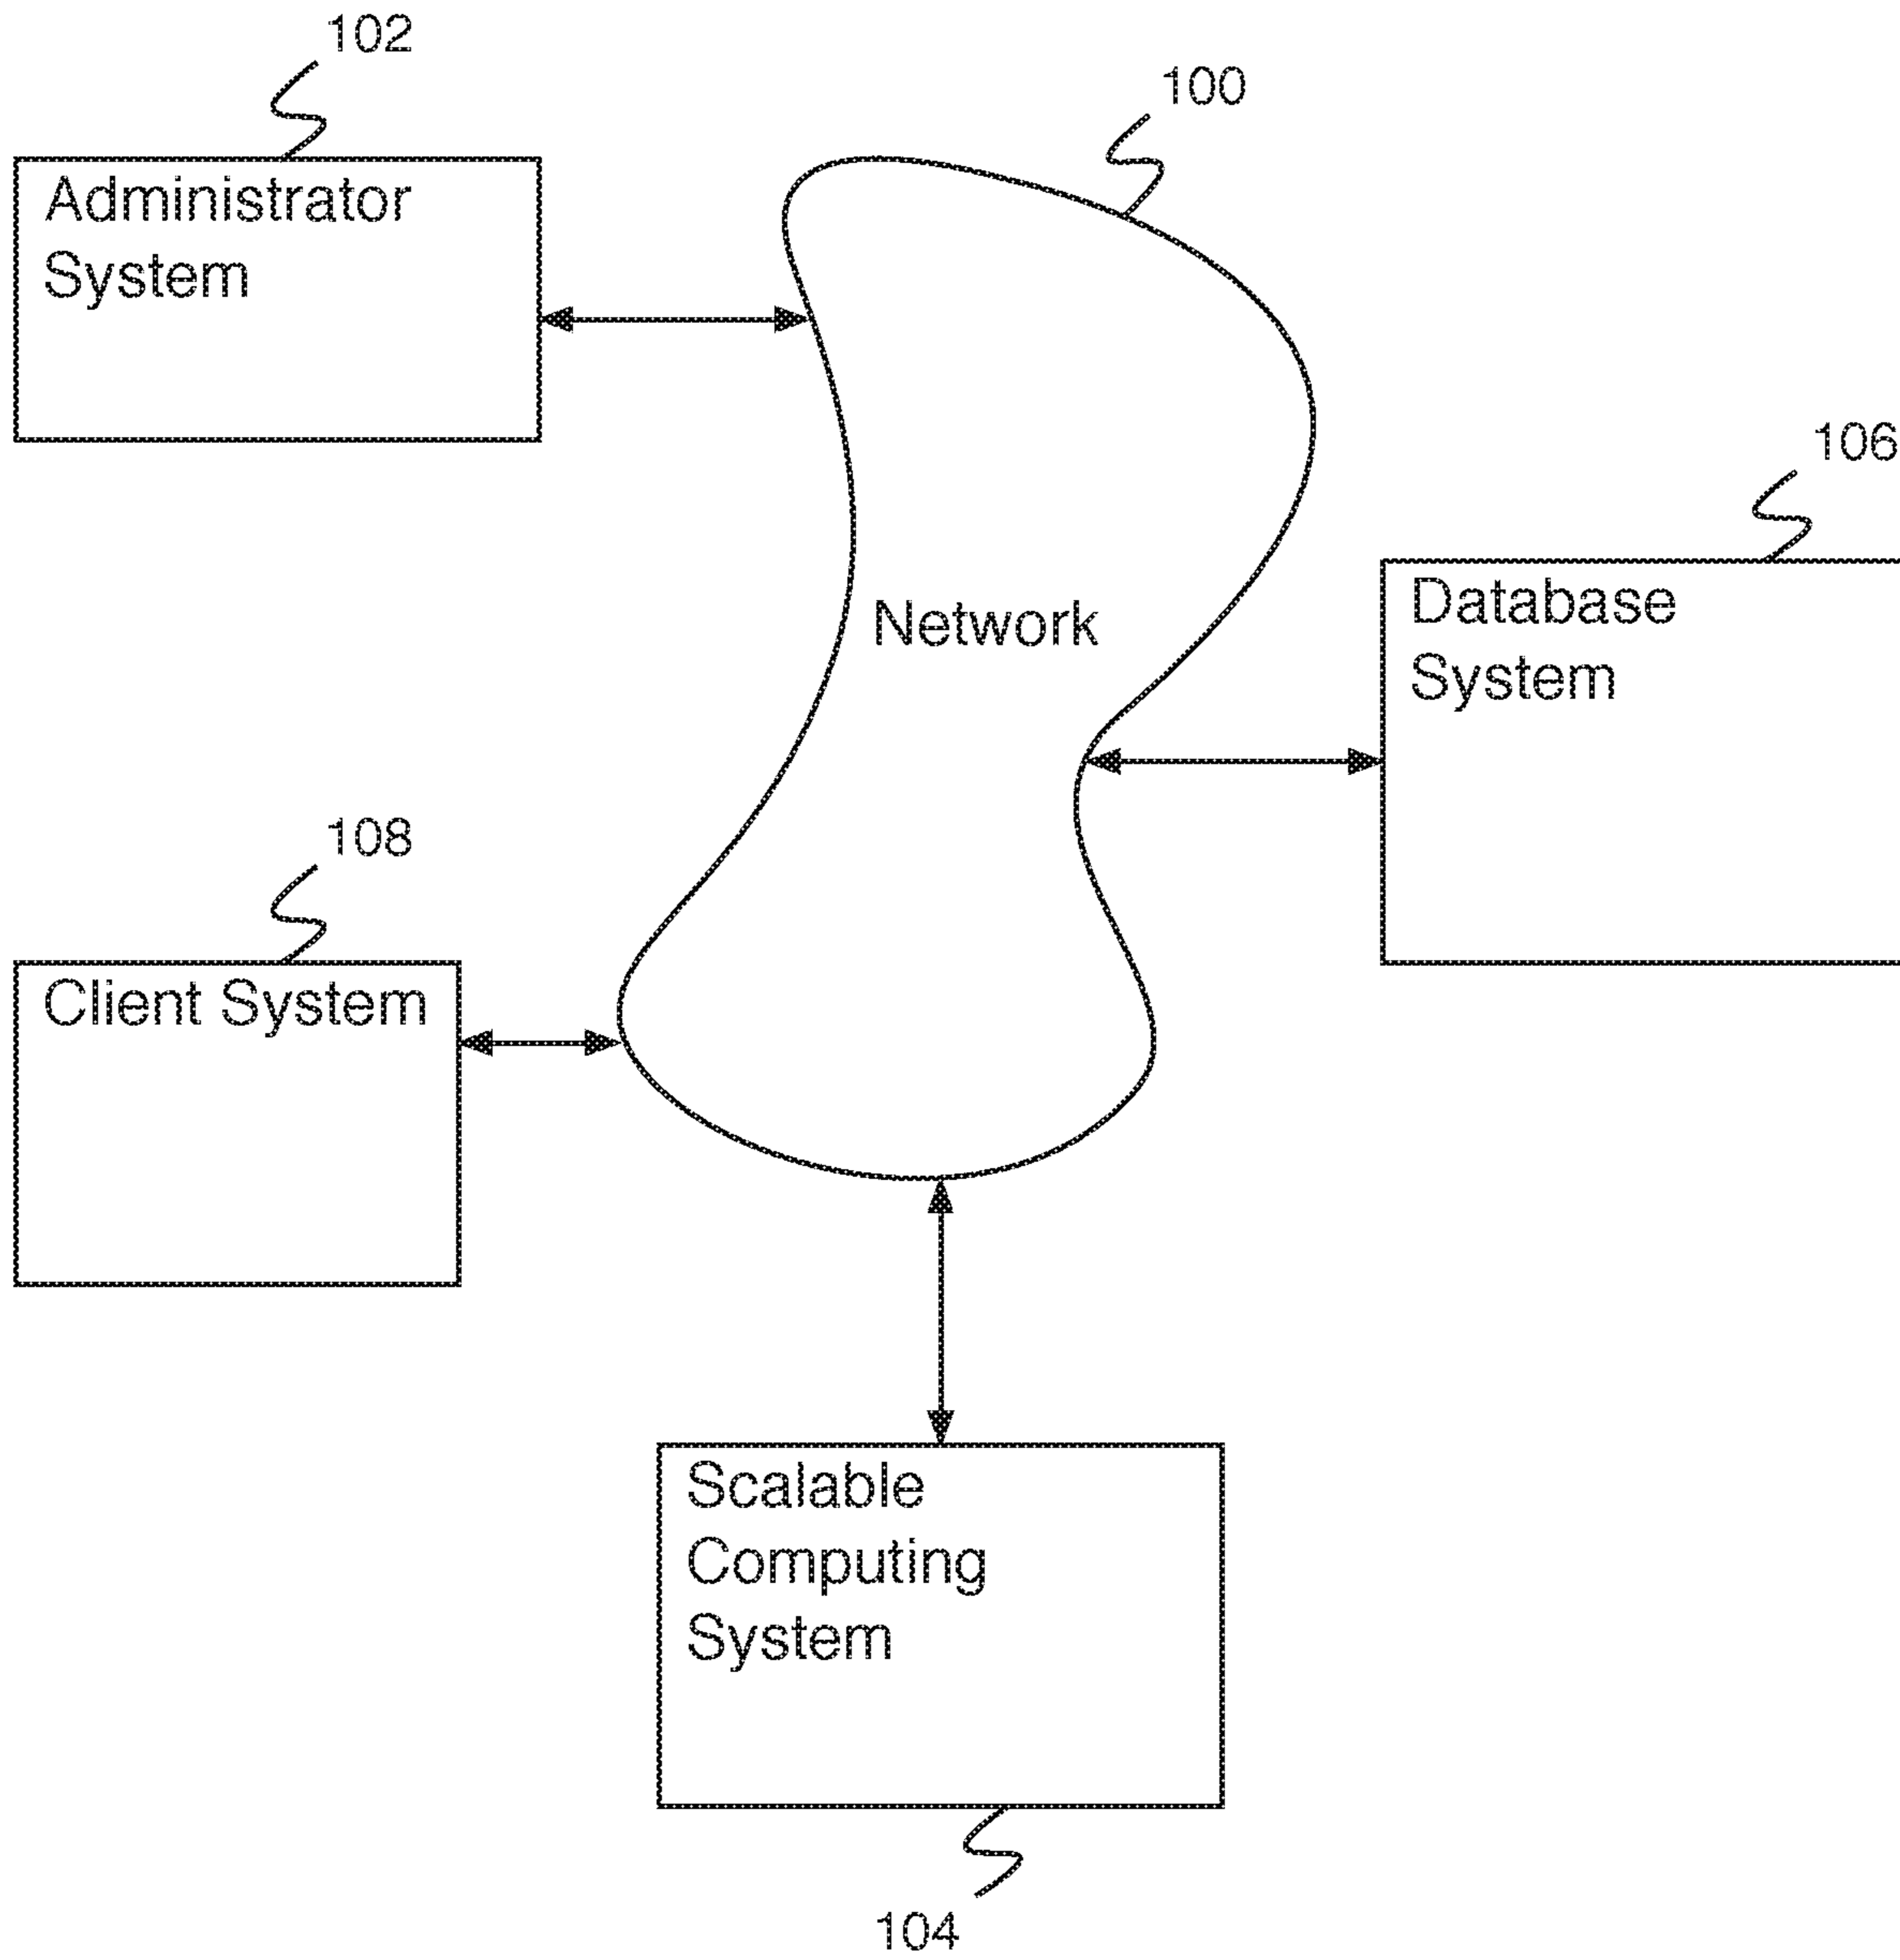 102
100
Administrator
System
106
Network
Database
System
108
Client System
Scalable
Computing
System
104